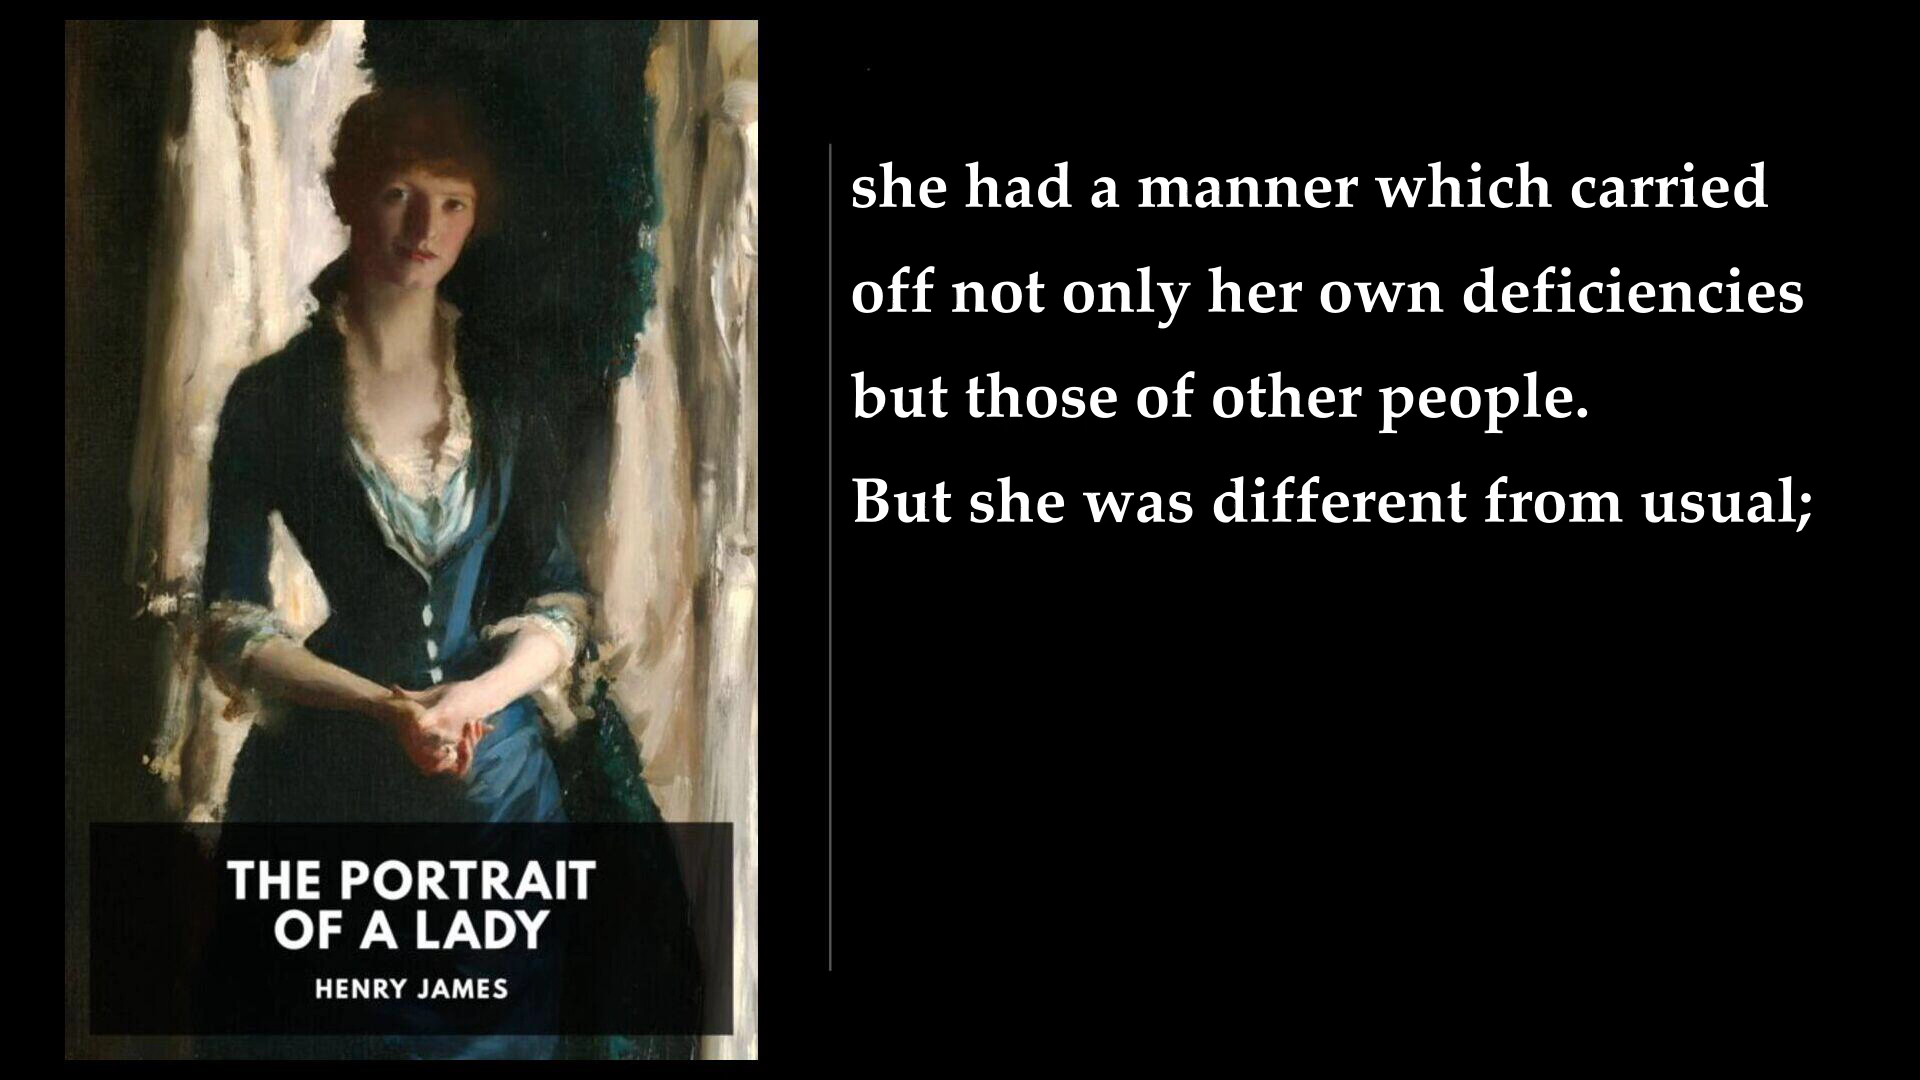 she had a manner which carried
off not only her own deficiencies
but those of other people.
But she was different from usual;
THE PORTRAIT
OF A LADY
HENRY JAMES